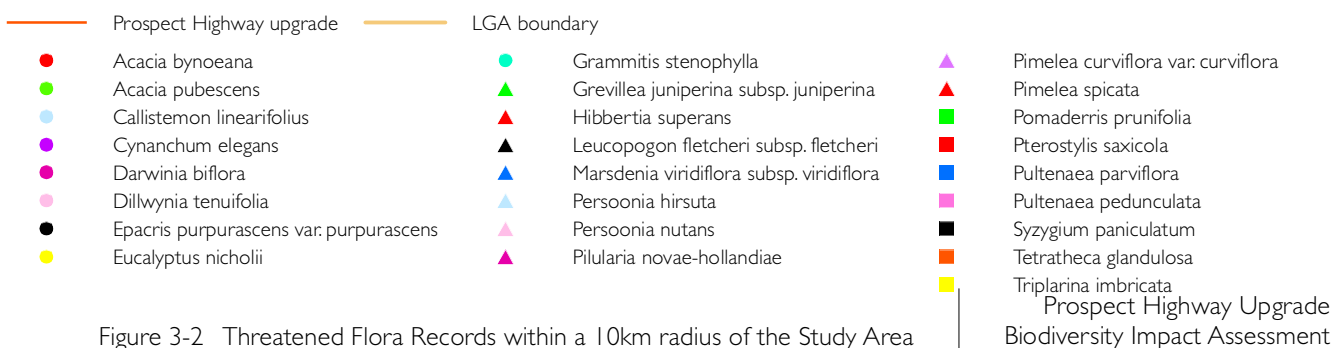 Prospect Highway upgrade
LGA boundary
Acacia bynoeana
Acacia pubescens
Callistemon linearifolius
Cynanchum elegans
Darwinia biflora
Dillwynia tenuifolia
Epacris purpurascens var. purpurascens
Eucalyptus nicholii
Grammitis stenophylla
Grevillea juniperina subsp. juniperina
Hibbertia superans
Leucopogon fletcheri subsp. fletcheri
Marsdenia viridiflora subsp. viridiflora
Persoonia hirsuta
Persoonia nutans
Pilularia novae-hollandiae
Pimelea curviflora var. curviflora
Pimelea spicata
Pomaderris prunifolia
Pterostylis saxicola
Pultenaea parviflora
Pultenaea pedunculata
Syzygium paniculatum
Tetratheca glandulosa
Triplarina imbricata
Figure 3-2 Threatened Flora Records within a 10km radius of the Study Area
Prospect Highway Upgrade
Biodiversity Impact Assessment